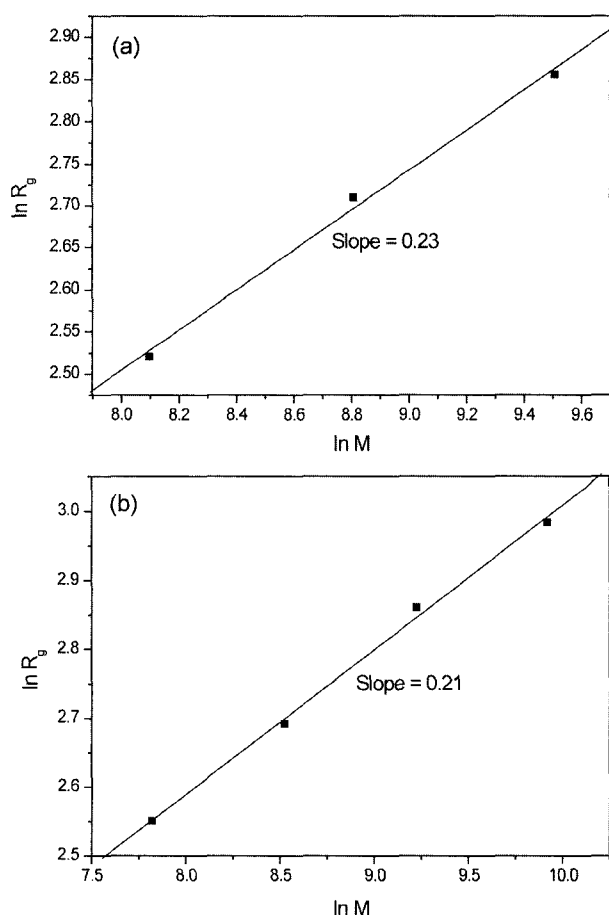 (a)
2.90
2.85
2.80
2.75
2.70
2.65
2.60
2.55
2.50
ln R_g
Slope = 0.23
8.0 8.2 8.4 8.6 8.8 9.0 9.2 9.4 9.6
ln M
(b)
3.0
2.9
2.8
2.7
2.6
2.5
ln R_g
Slope = 0.21
7.5 8.0 8.5 9.0 9.5 10.0
ln M